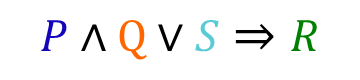 P ∧ Q ∨ S ⇒ R